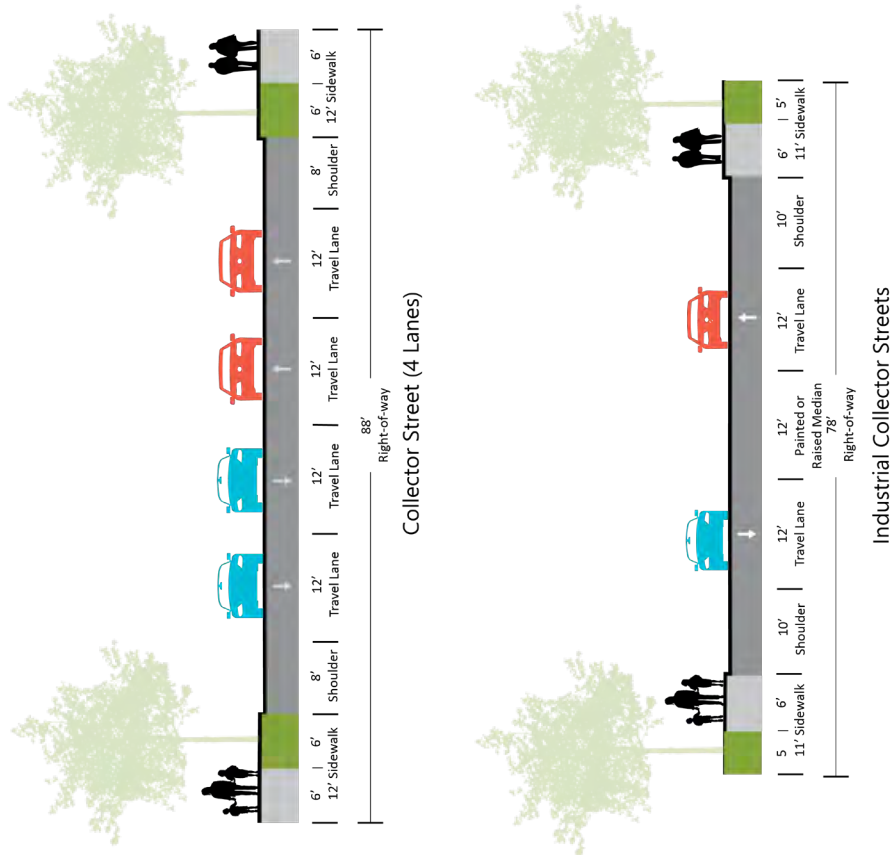 6’ 6’
12’ Sidewalk
8’
Shoulder
12’
Travel Lane
12’
Travel Lane
12’
Travel Lane
12’
Travel Lane
8’
Shoulder
6’ 6’
12’ Sidewalk
88’
Right-of-way
Collector Street (4 Lanes)
5 6’
11’ Sidewalk
10’
Shoulder
12’
Travel Lane
12’
Painted or
Raised Median
12’
Travel Lane
10’
Shoulder
6’ 5’
11’ Sidewalk
78’
Right-of-way
Industrial Collector Streets